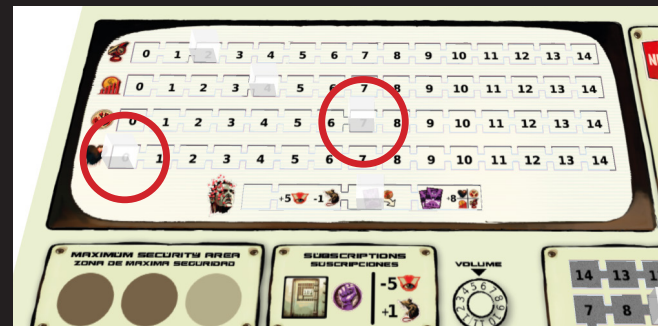 0 1 2 3 4 5 6 7 8 9 10 11 12 13 14
0 1 2 3 4 5 6 7 8 9 10 11 12 13 14
0 1 2 3 4 5 6 7 8 9 10 11 12 13 14
0 1 2 3 4 5 6 7 8 9 10 11 12 13 14
+5 -1 +8
MAXIMUM SECURITY AREA
ZONA DE MAXIMA SEGURIDAD
SUBSCRIPTIONS
SUSCRIPCIONES
-5
+1
VOLUME
14 13
7 8